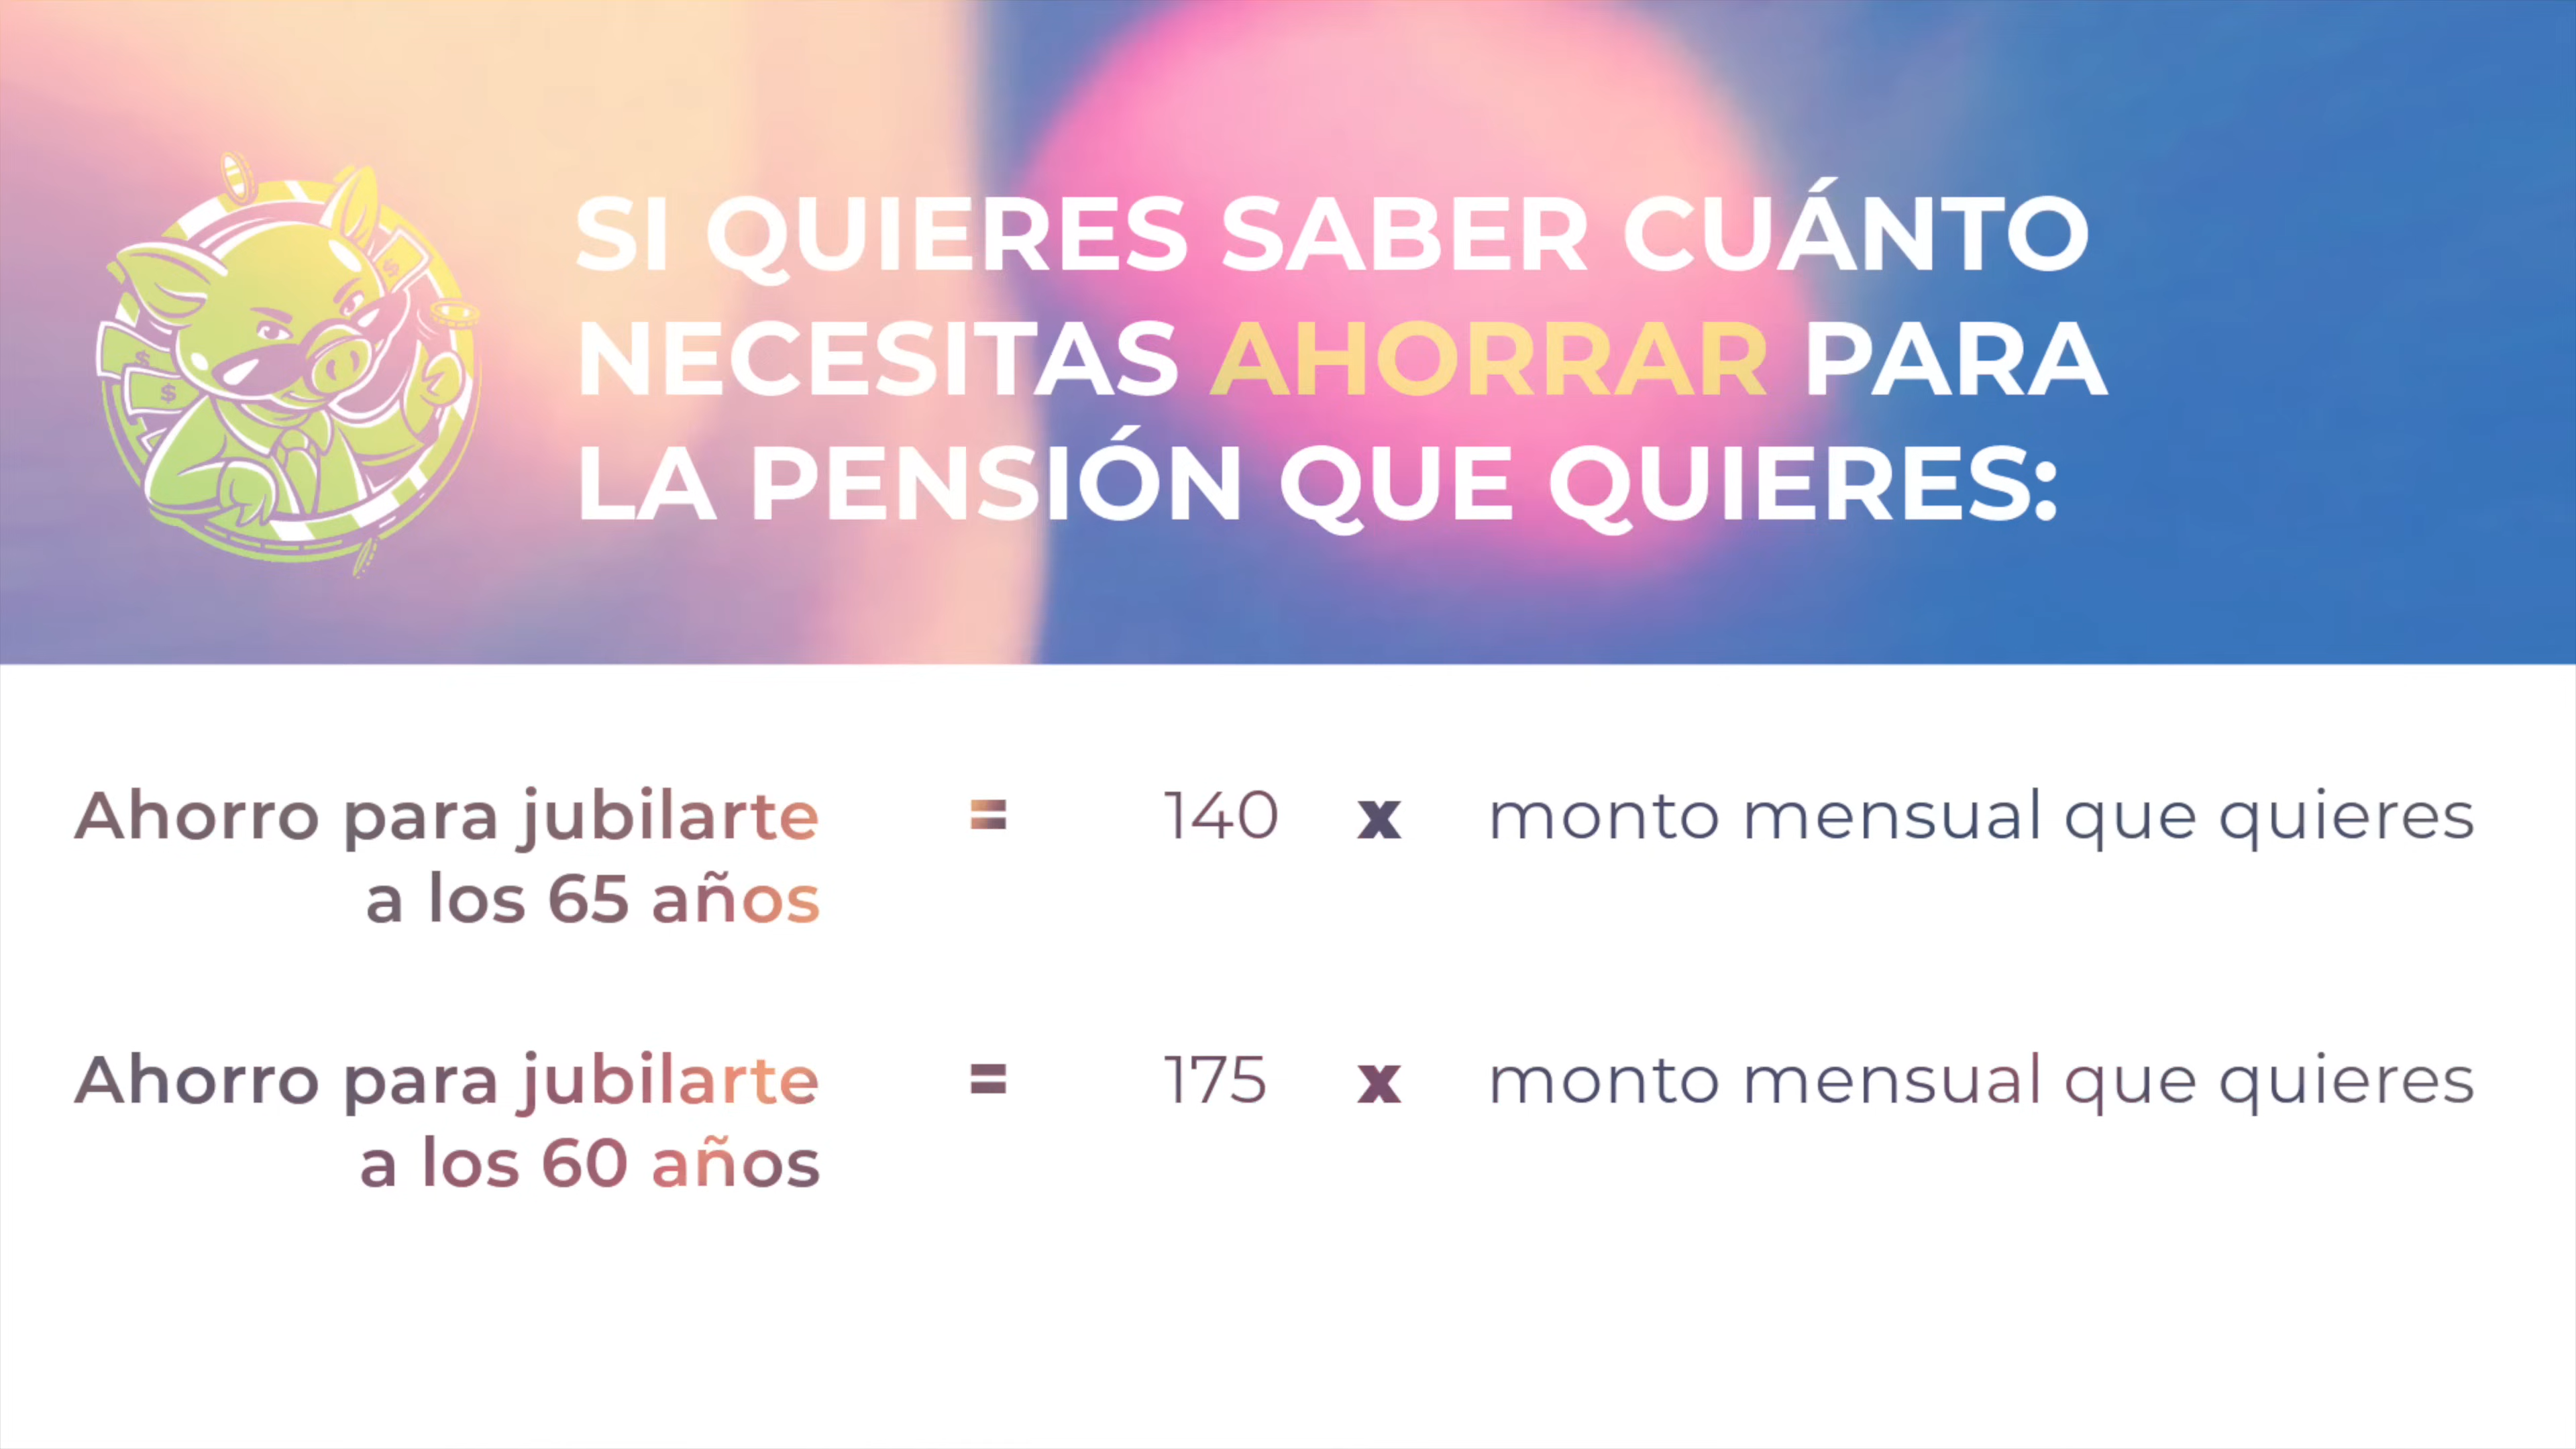 SI QUIERES SABER CUÁNTO
NECESITAS AHORRAR PARA
LA PENSIÓN QUE QUIERES:
Ahorro para jubilarte = 140 x monto mensual que quieres
a los 65 años
Ahorro para jubilarte = 175 x monto mensual que quieres
a los 60 años